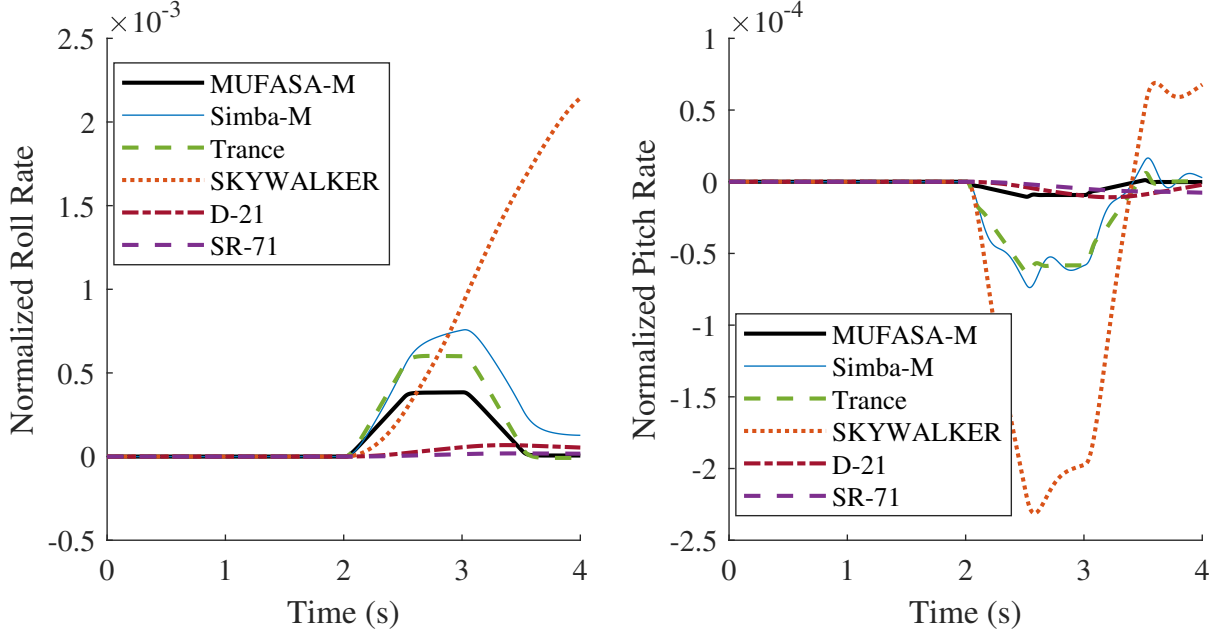 ×10⁻³
2.5
2
1.5
1
0.5
0
-0.5
Normalized Roll Rate
MUFASA-M
Simba-M
Trance
SKYWALKER
D-21
SR-71
0 1 2 3 4
Time (s)
×10⁻⁴
1
0.5
0
-0.5
-1
-1.5
-2
-2.5
Normalized Pitch Rate
MUFASA-M
Simba-M
Trance
SKYWALKER
D-21
SR-71
0 1 2 3 4
Time (s)